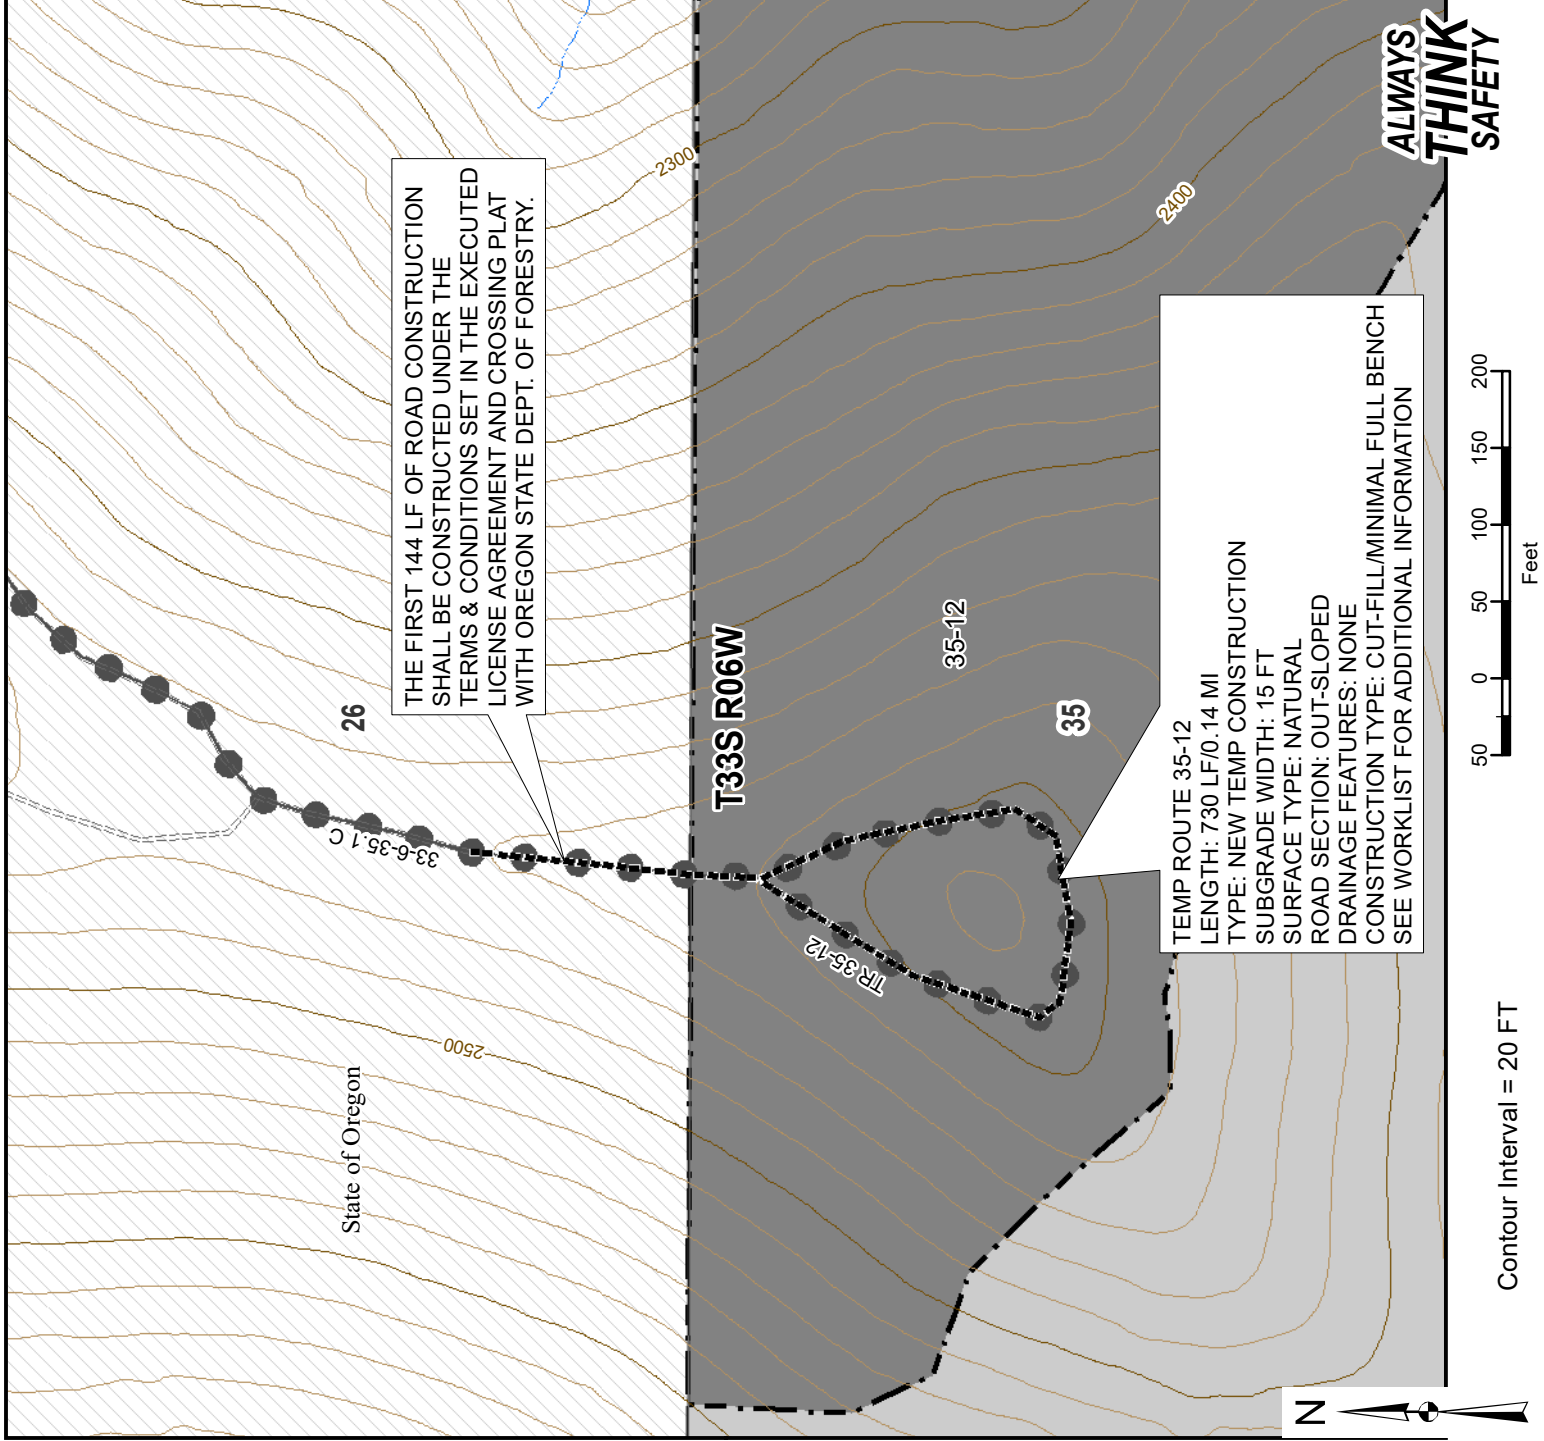 THE FIRST 144 LF OF ROAD CONSTRUCTION
SHALL BE CONSTRUCTED UNDER THE
TERMS & CONDITIONS SET IN THE EXECUTED
LICENSE AGREEMENT AND CROSSING PLAT
WITH OREGON STATE DEPT. OF FORESTRY.
State of Oregon
26
33-6-35.1 C
2500
2300
T33S R06W
TR 35-12
35-12
35
2400
TEMP ROUTE 35-12
LENGTH: 730 LF/0.14 MI
TYPE: NEW TEMP CONSTRUCTION
SUBGRADE WIDTH: 15 FT
SURFACE TYPE: NATURAL
ROAD SECTION: OUT-SLOPED
DRAINAGE FEATURES: NONE
CONSTRUCTION TYPE: CUT-FILL/MINIMAL FULL BENCH
SEE WORKLIST FOR ADDITIONAL INFORMATION
ALWAYS
THINK
SAFETY
N
Contour Interval = 20 FT
50 0 50 100 150 200
Feet